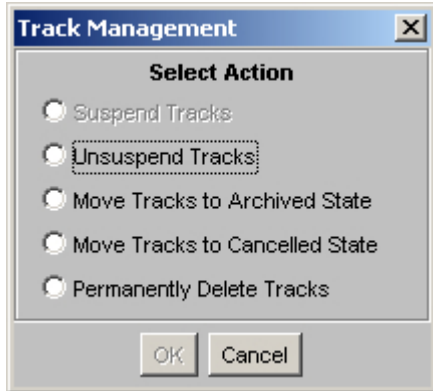 Track Management
Select Action
Suspend Tracks
Unsuspend Tracks
Move Tracks to Archived State
Move Tracks to Cancelled State
Permanently Delete Tracks
OK Cancel